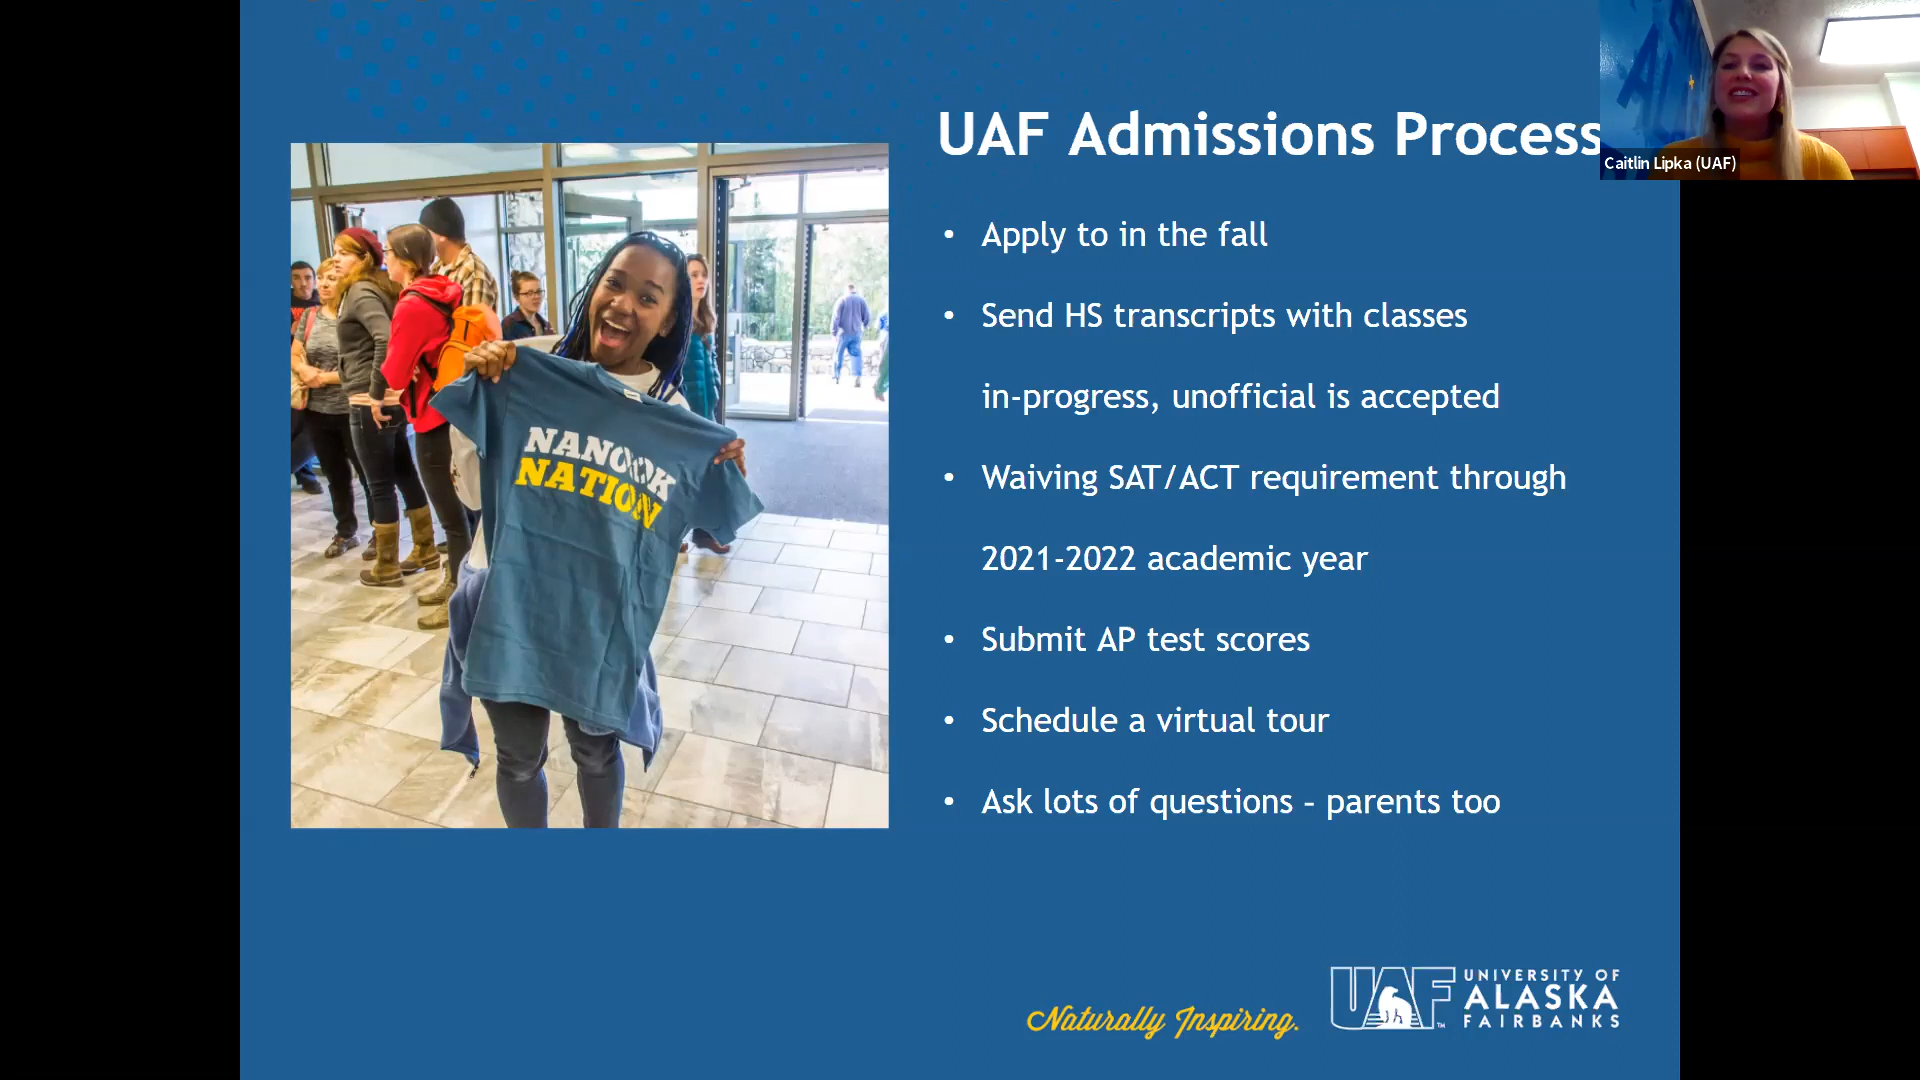 UAF Admissions Process
Caitlin Lipka (UAF)
• Apply to in the fall
• Send HS transcripts with classes
in-progress, unofficial is accepted
• Waiving SAT/ACT requirement through
2021-2022 academic year
• Submit AP test scores
• Schedule a virtual tour
• Ask lots of questions – parents too
NANOOK
NATION
Naturally Inspiring.
UAF
UNIVERSITY OF
ALASKA
FAIRBANKS